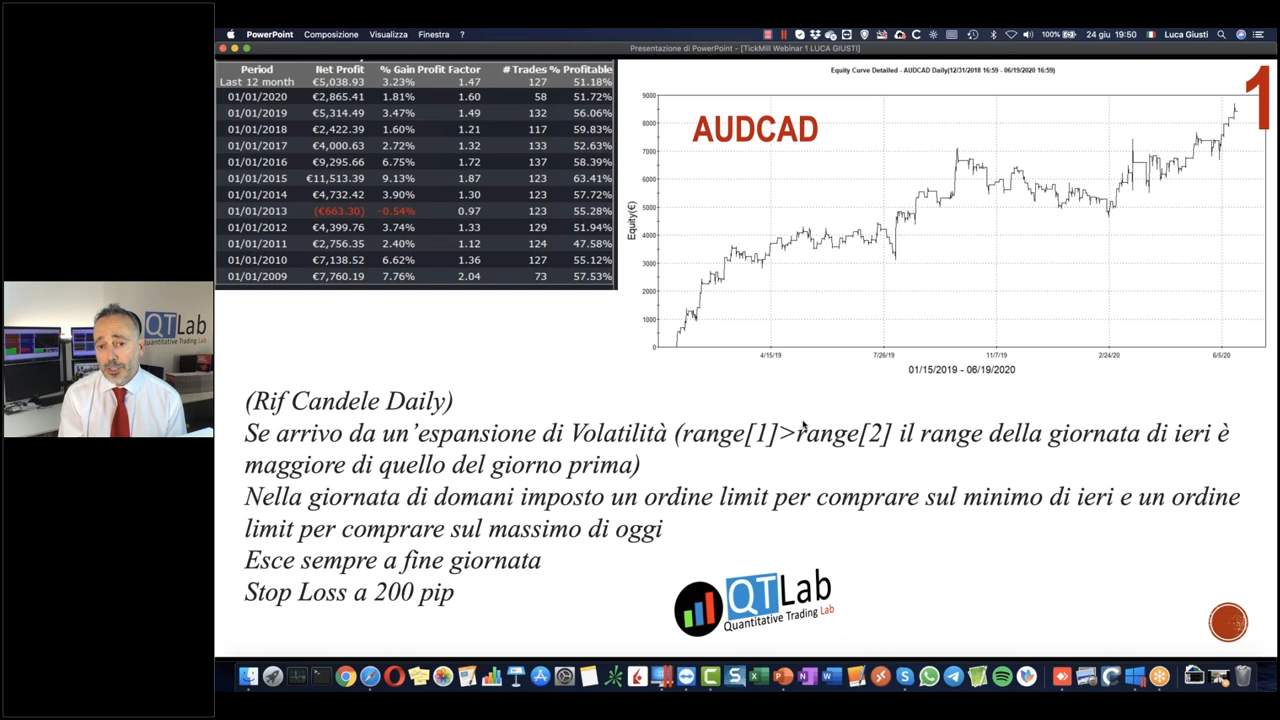 PowerPoint Composizione Visualizza Finestra ? 100% 24 giu 19:50 Luca Giusti
Presentazione di PowerPoint - [TickMill Webinar 1 LUCA GIUSTI]
Period Net Profit % Gain Profit Factor # Trades % Profitable
Last 12 month €5,038.93 3.23% 1.47 127 51.18%
01/01/2020 €2,865.41 1.81% 1.60 58 51.72%
01/01/2019 €5,314.49 3.47% 1.49 132 56.06%
01/01/2018 €2,422.39 1.60% 1.21 117 59.83%
01/01/2017 €4,000.63 2.72% 1.32 133 52.63%
01/01/2016 €9,295.66 6.75% 1.72 137 58.39%
01/01/2015 €11,513.39 9.13% 1.87 123 63.41%
01/01/2014 €4,732.42 3.90% 1.30 123 57.72%
01/01/2013 (€663.30) -0.54% 0.97 123 55.28%
01/01/2012 €4,399.76 3.74% 1.33 129 51.94%
01/01/2011 €2,756.35 2.40% 1.12 124 47.58%
01/01/2010 €7,138.52 6.62% 1.36 127 55.12%
01/01/2009 €7,760.19 7.76% 2.04 73 57.53%
Equity Curve Detailed - AUDCAD Daily(12/31/2018 16:59 - 06/19/2020 16:59)
1
AUDCAD
Equity(€)
9000
8000
7000
6000
5000
4000
3000
2000
1000
0
4/15/19 7/26/19 11/7/19 2/24/20 6/5/20
01/15/2019 - 06/19/2020
QTLab
Quantitative Trading Lab
(Rif Candele Daily)
Se arrivo da un’espansione di Volatilità (range[1]>range[2] il range della giornata di ieri è
maggiore di quello del giorno prima)
Nella giornata di domani imposto un ordine limit per comprare sul minimo di ieri e un ordine
limit per comprare sul massimo di oggi
Esce sempre a fine giornata
Stop Loss a 200 pip
QTLab
Quantitative Trading Lab